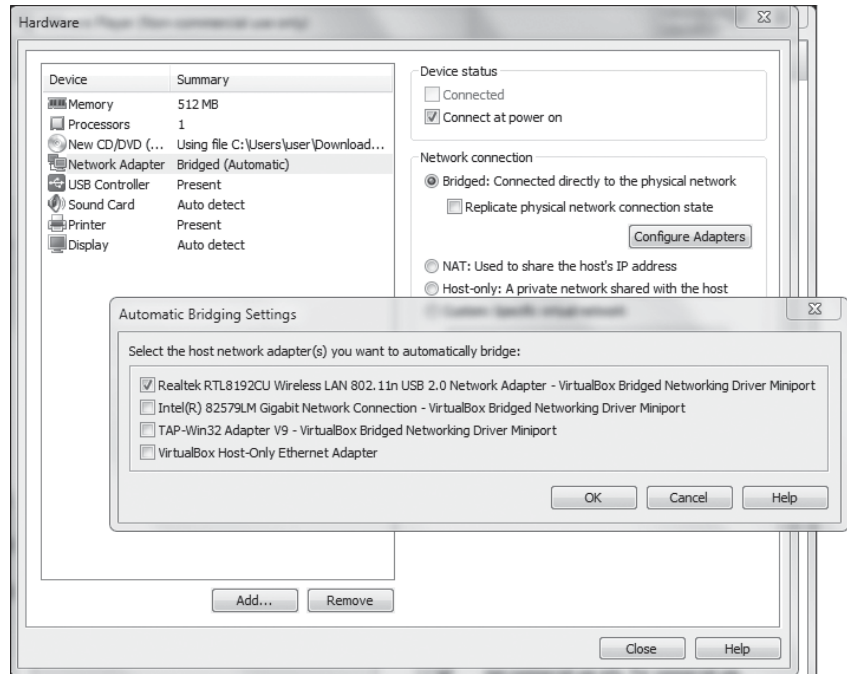 Hardware
Device Summary
Memory 512 MB
Processors 1
New CD/DVD (... Using file C:\Users\user\Download...
Network Adapter Bridged (Automatic)
USB Controller Present
Sound Card Auto detect
Printer Present
Display Auto detect
Device status
Connected
Connect at power on
Network connection
Bridged: Connected directly to the physical network
Replicate physical network connection state
Configure Adapters
NAT: Used to share the host's IP address
Host-only: A private network shared with the host
Automatic Bridging Settings
Select the host network adapter(s) you want to automatically bridge:
Realtek RTL8192CU Wireless LAN 802.11n USB 2.0 Network Adapter - VirtualBox Bridged Networking Driver Miniport
Intel(R) 82579LM Gigabit Network Connection - VirtualBox Bridged Networking Driver Miniport
TAP-Win32 Adapter V9 - VirtualBox Bridged Networking Driver Miniport
VirtualBox Host-Only Ethernet Adapter
OK Cancel Help
Add... Remove
Close Help